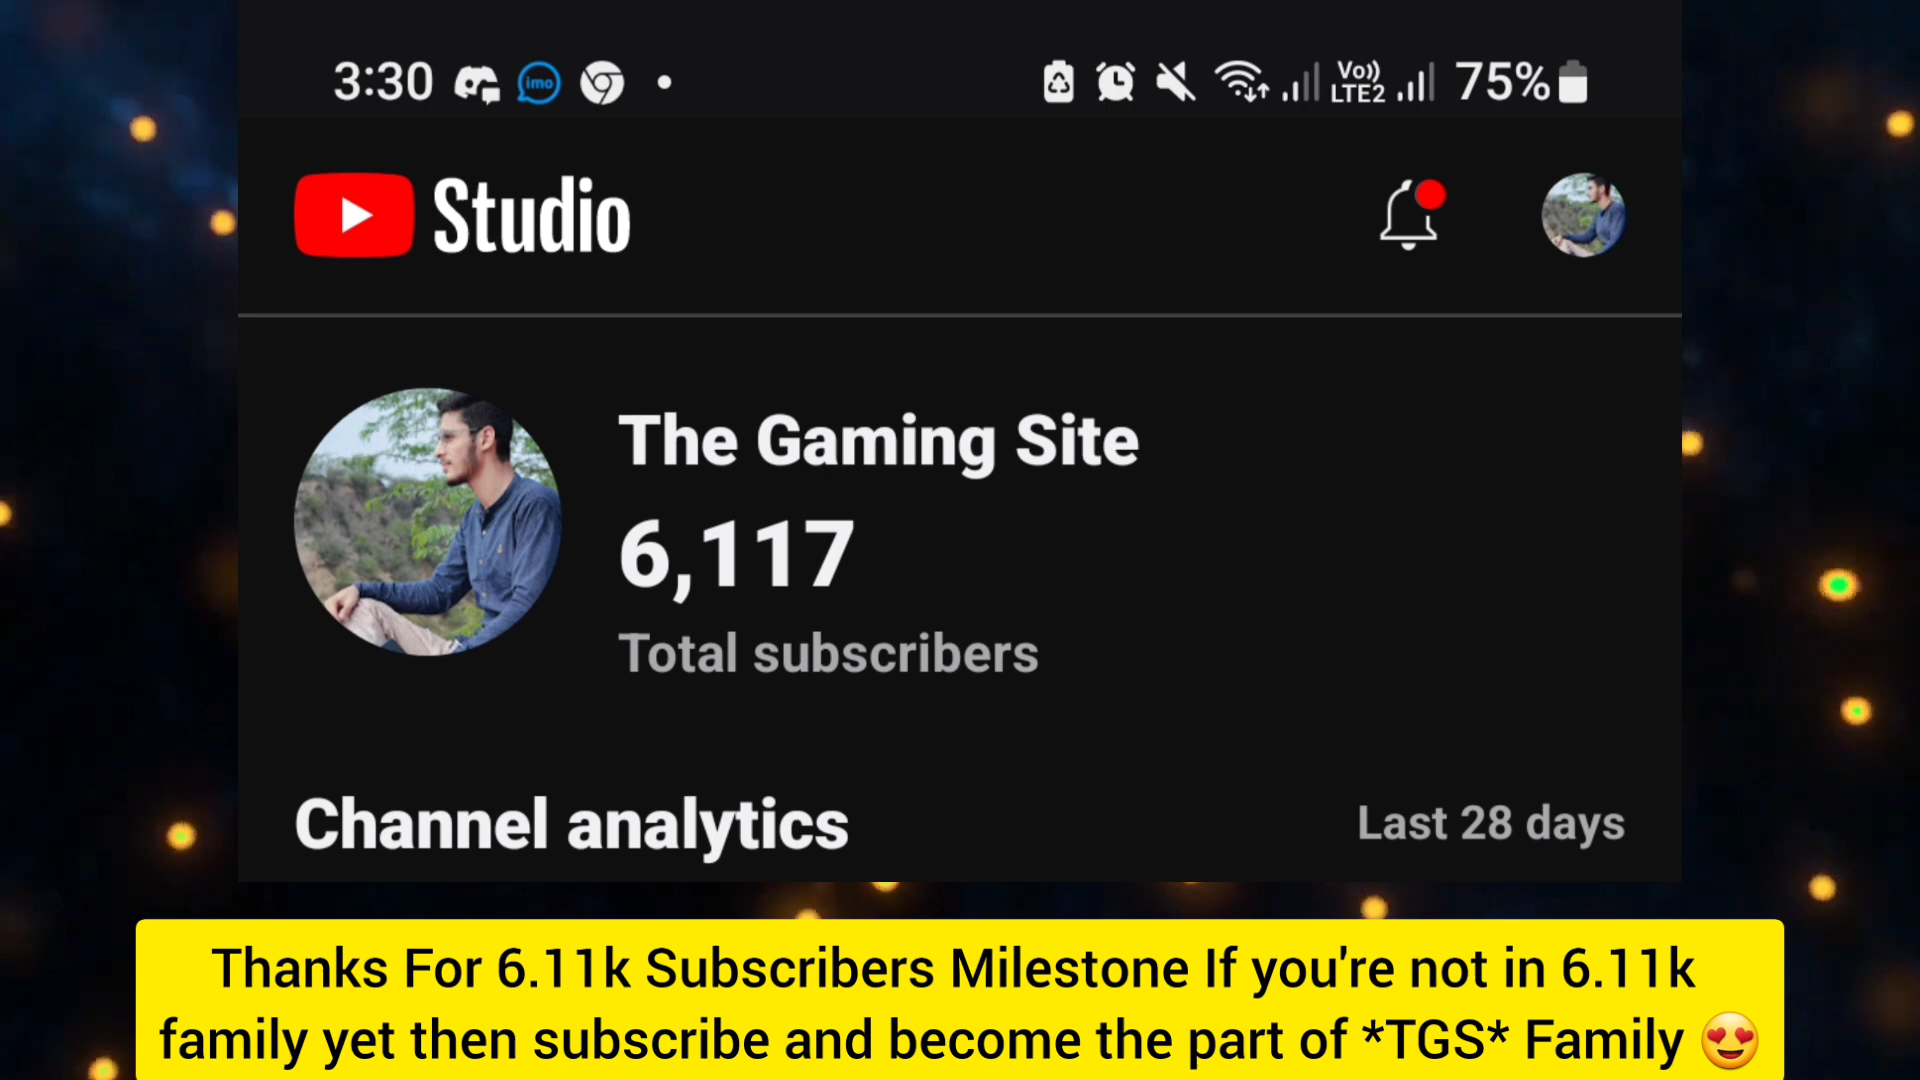 3:30 imo Vo)) LTE2 75%
Studio
The Gaming Site
6,117
Total subscribers
Channel analytics Last 28 days
Thanks For 6.11k Subscribers Milestone If you're not in 6.11k
family yet then subscribe and become the part of *TGS* Family 😍